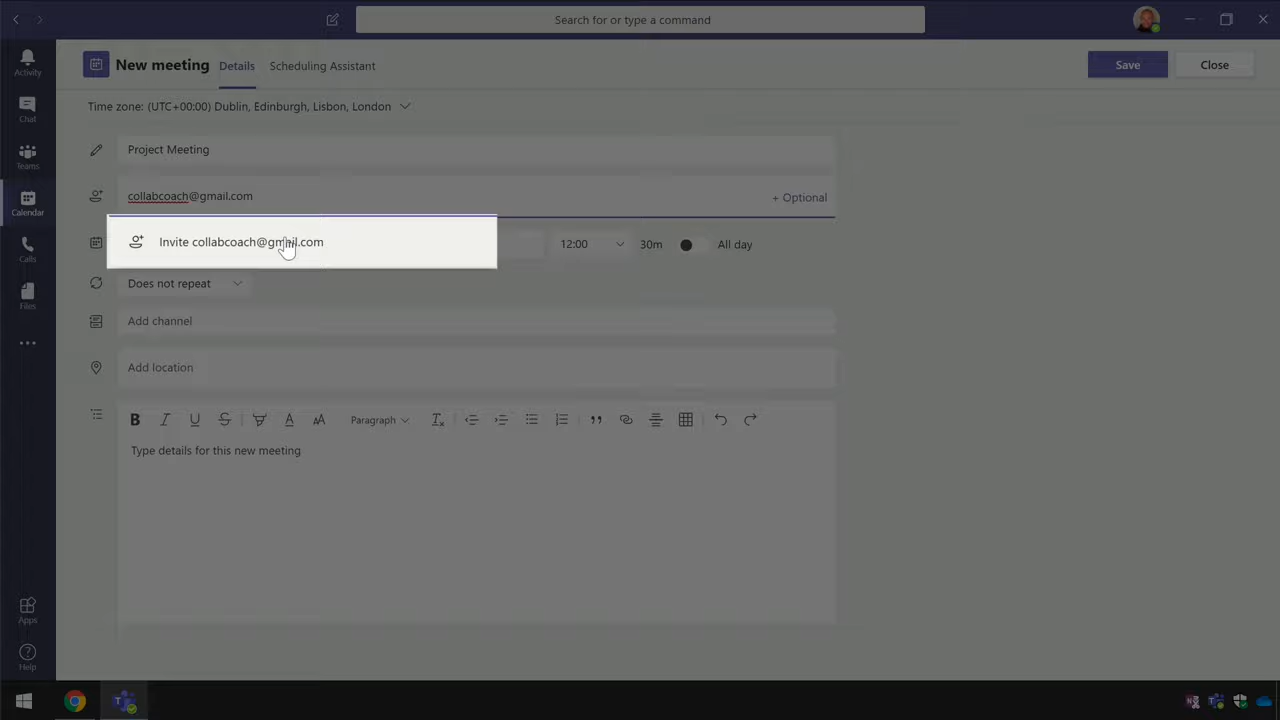 Search for or type a command
Activity
Chat
Teams
Calendar
Calls
Files
Apps
Help
New meeting
Details
Scheduling Assistant
Save
Close
Time zone: (UTC+00:00) Dublin, Edinburgh, Lisbon, London
Project Meeting
collabcoach@gmail.com
+ Optional
Invite collabcoach@gmail.com
12:00
30m
All day
Does not repeat
Add channel
Add location
Paragraph
Type details for this new meeting